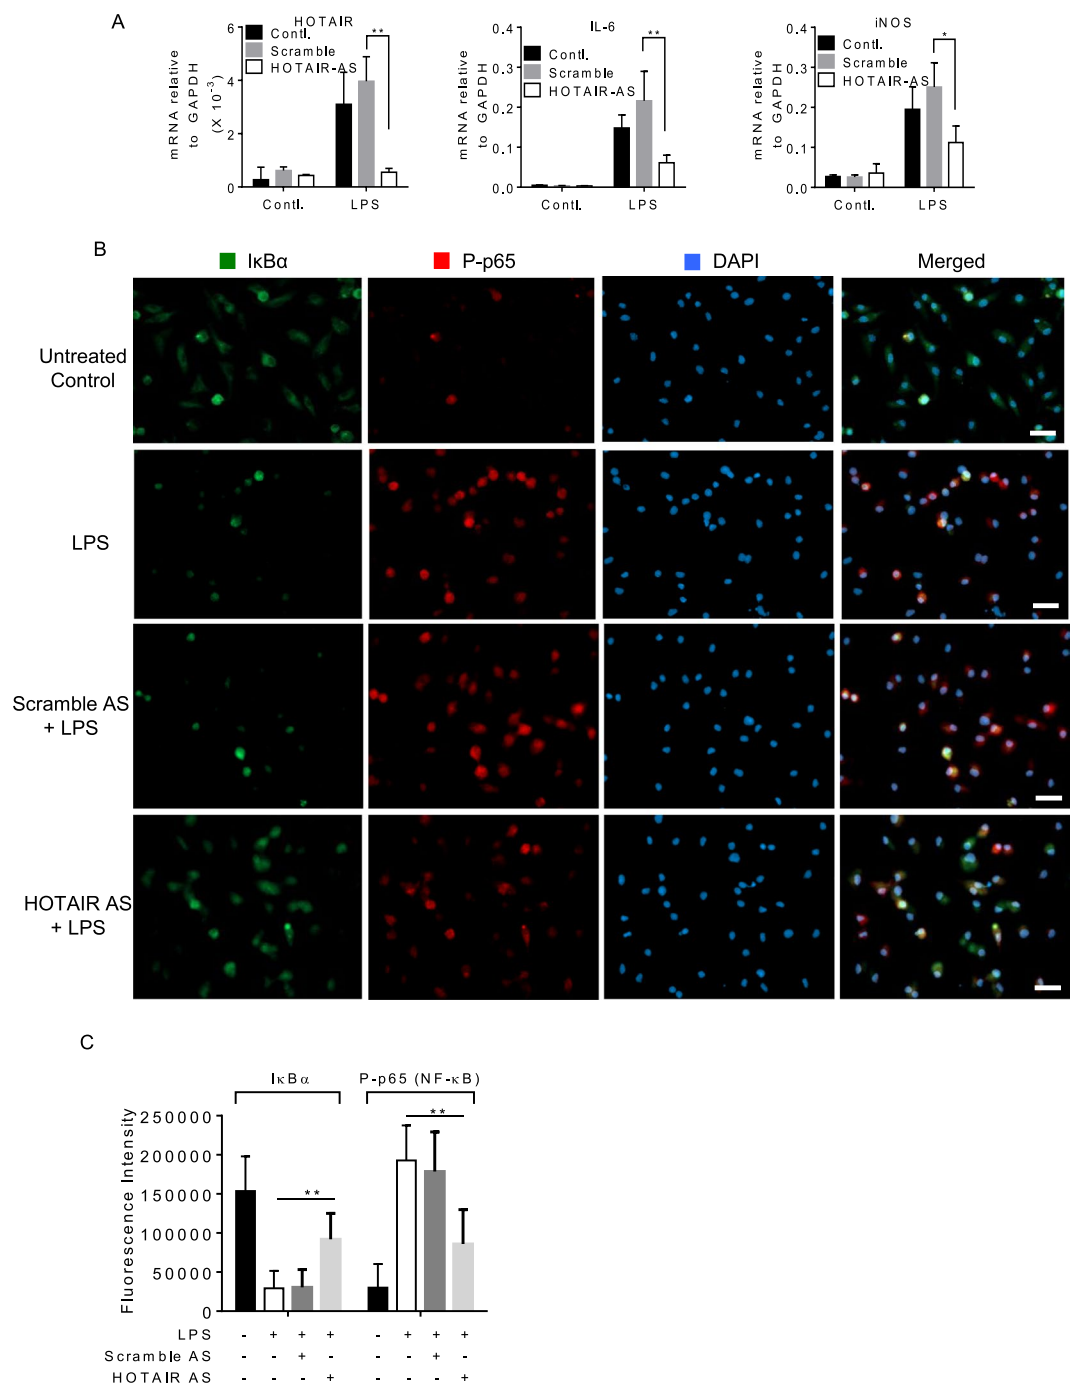 A
HOTAIR
Contl.
Scramble
HOTAIR-AS
**
mRNA relative
to GAPDH
(X 10⁻³)
6
4
2
0
Contl. LPS
IL-6
Contl.
Scramble
HOTAIR-AS
**
mRNA relative
to GAPDH
0.4
0.3
0.2
0.1
0.0
Contl. LPS
iNOS
Contl.
Scramble
HOTAIR-AS
*
mRNA relative
to GAPDH
0.4
0.3
0.2
0.1
0.0
Contl. LPS
B
IκBα P-p65 DAPI Merged
Untreated
Control
LPS
Scramble AS
+ LPS
HOTAIR AS
+ LPS
C
IκBα P-p65 (NF-κB)
Fluorescence Intensity
250000
200000
150000
100000
50000
0
** **
LPS - + + + - + + +
Scramble AS + +
HOTAIR AS + +